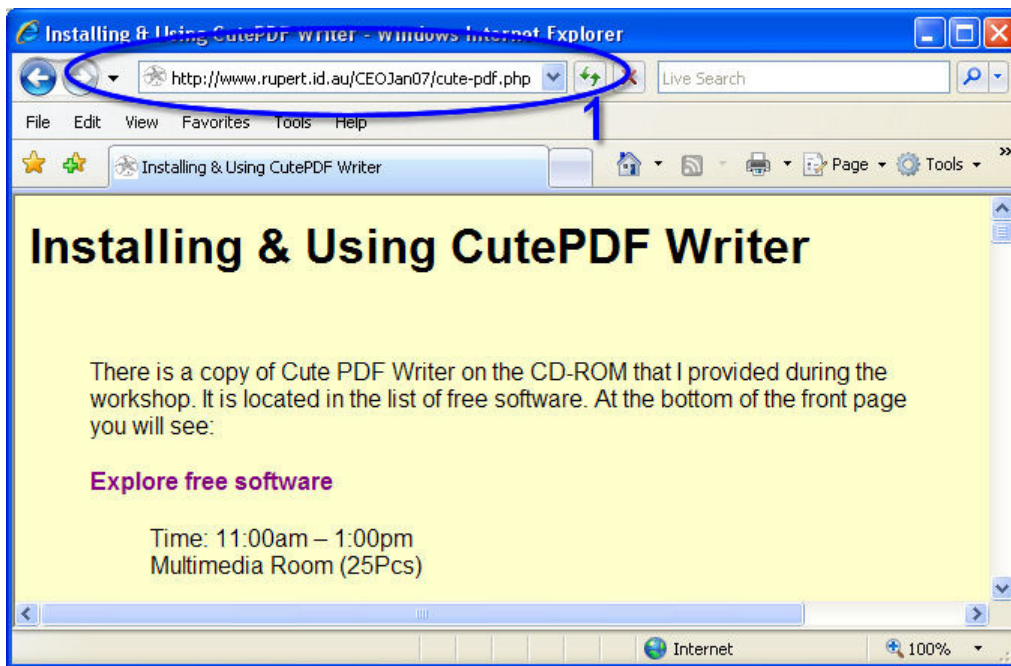 Installing & Using CutePDF Writer - Windows Internet Explorer
http://www.rupert.id.au/CEOJan07/cute-pdf.php
Live Search
1
File Edit View Favorites Tools Help
Installing & Using CutePDF Writer
Page Tools »
Installing & Using CutePDF Writer
There is a copy of Cute PDF Writer on the CD-ROM that I provided during the
workshop. It is located in the list of free software. At the bottom of the front page
you will see:
Explore free software
Time: 11:00am – 1:00pm
Multimedia Room (25Pcs)
Internet 100%